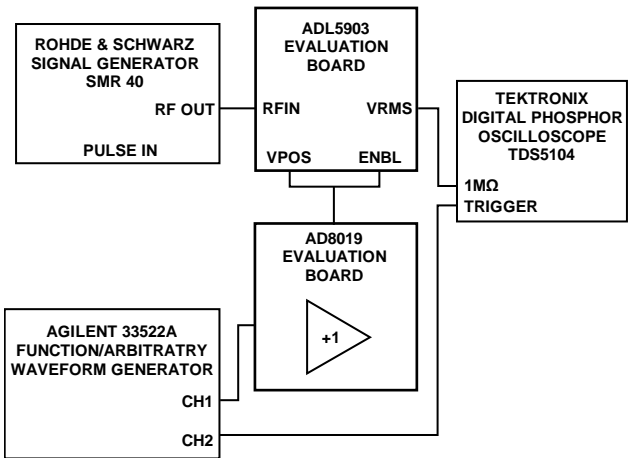 ROHDE & SCHWARZ
SIGNAL GENERATOR
SMR 40
RF OUT
PULSE IN
ADL5903
EVALUATION
BOARD
RFIN
VRMS
VPOS
ENBL
TEKTRONIX
DIGITAL PHOSPHOR
OSCILLOSCOPE
TDS5104
1MΩ
TRIGGER
AD8019
EVALUATION
BOARD
+1
AGILENT 33522A
FUNCTION/ARBITRATRY
WAVEFORM GENERATOR
CH1
CH2